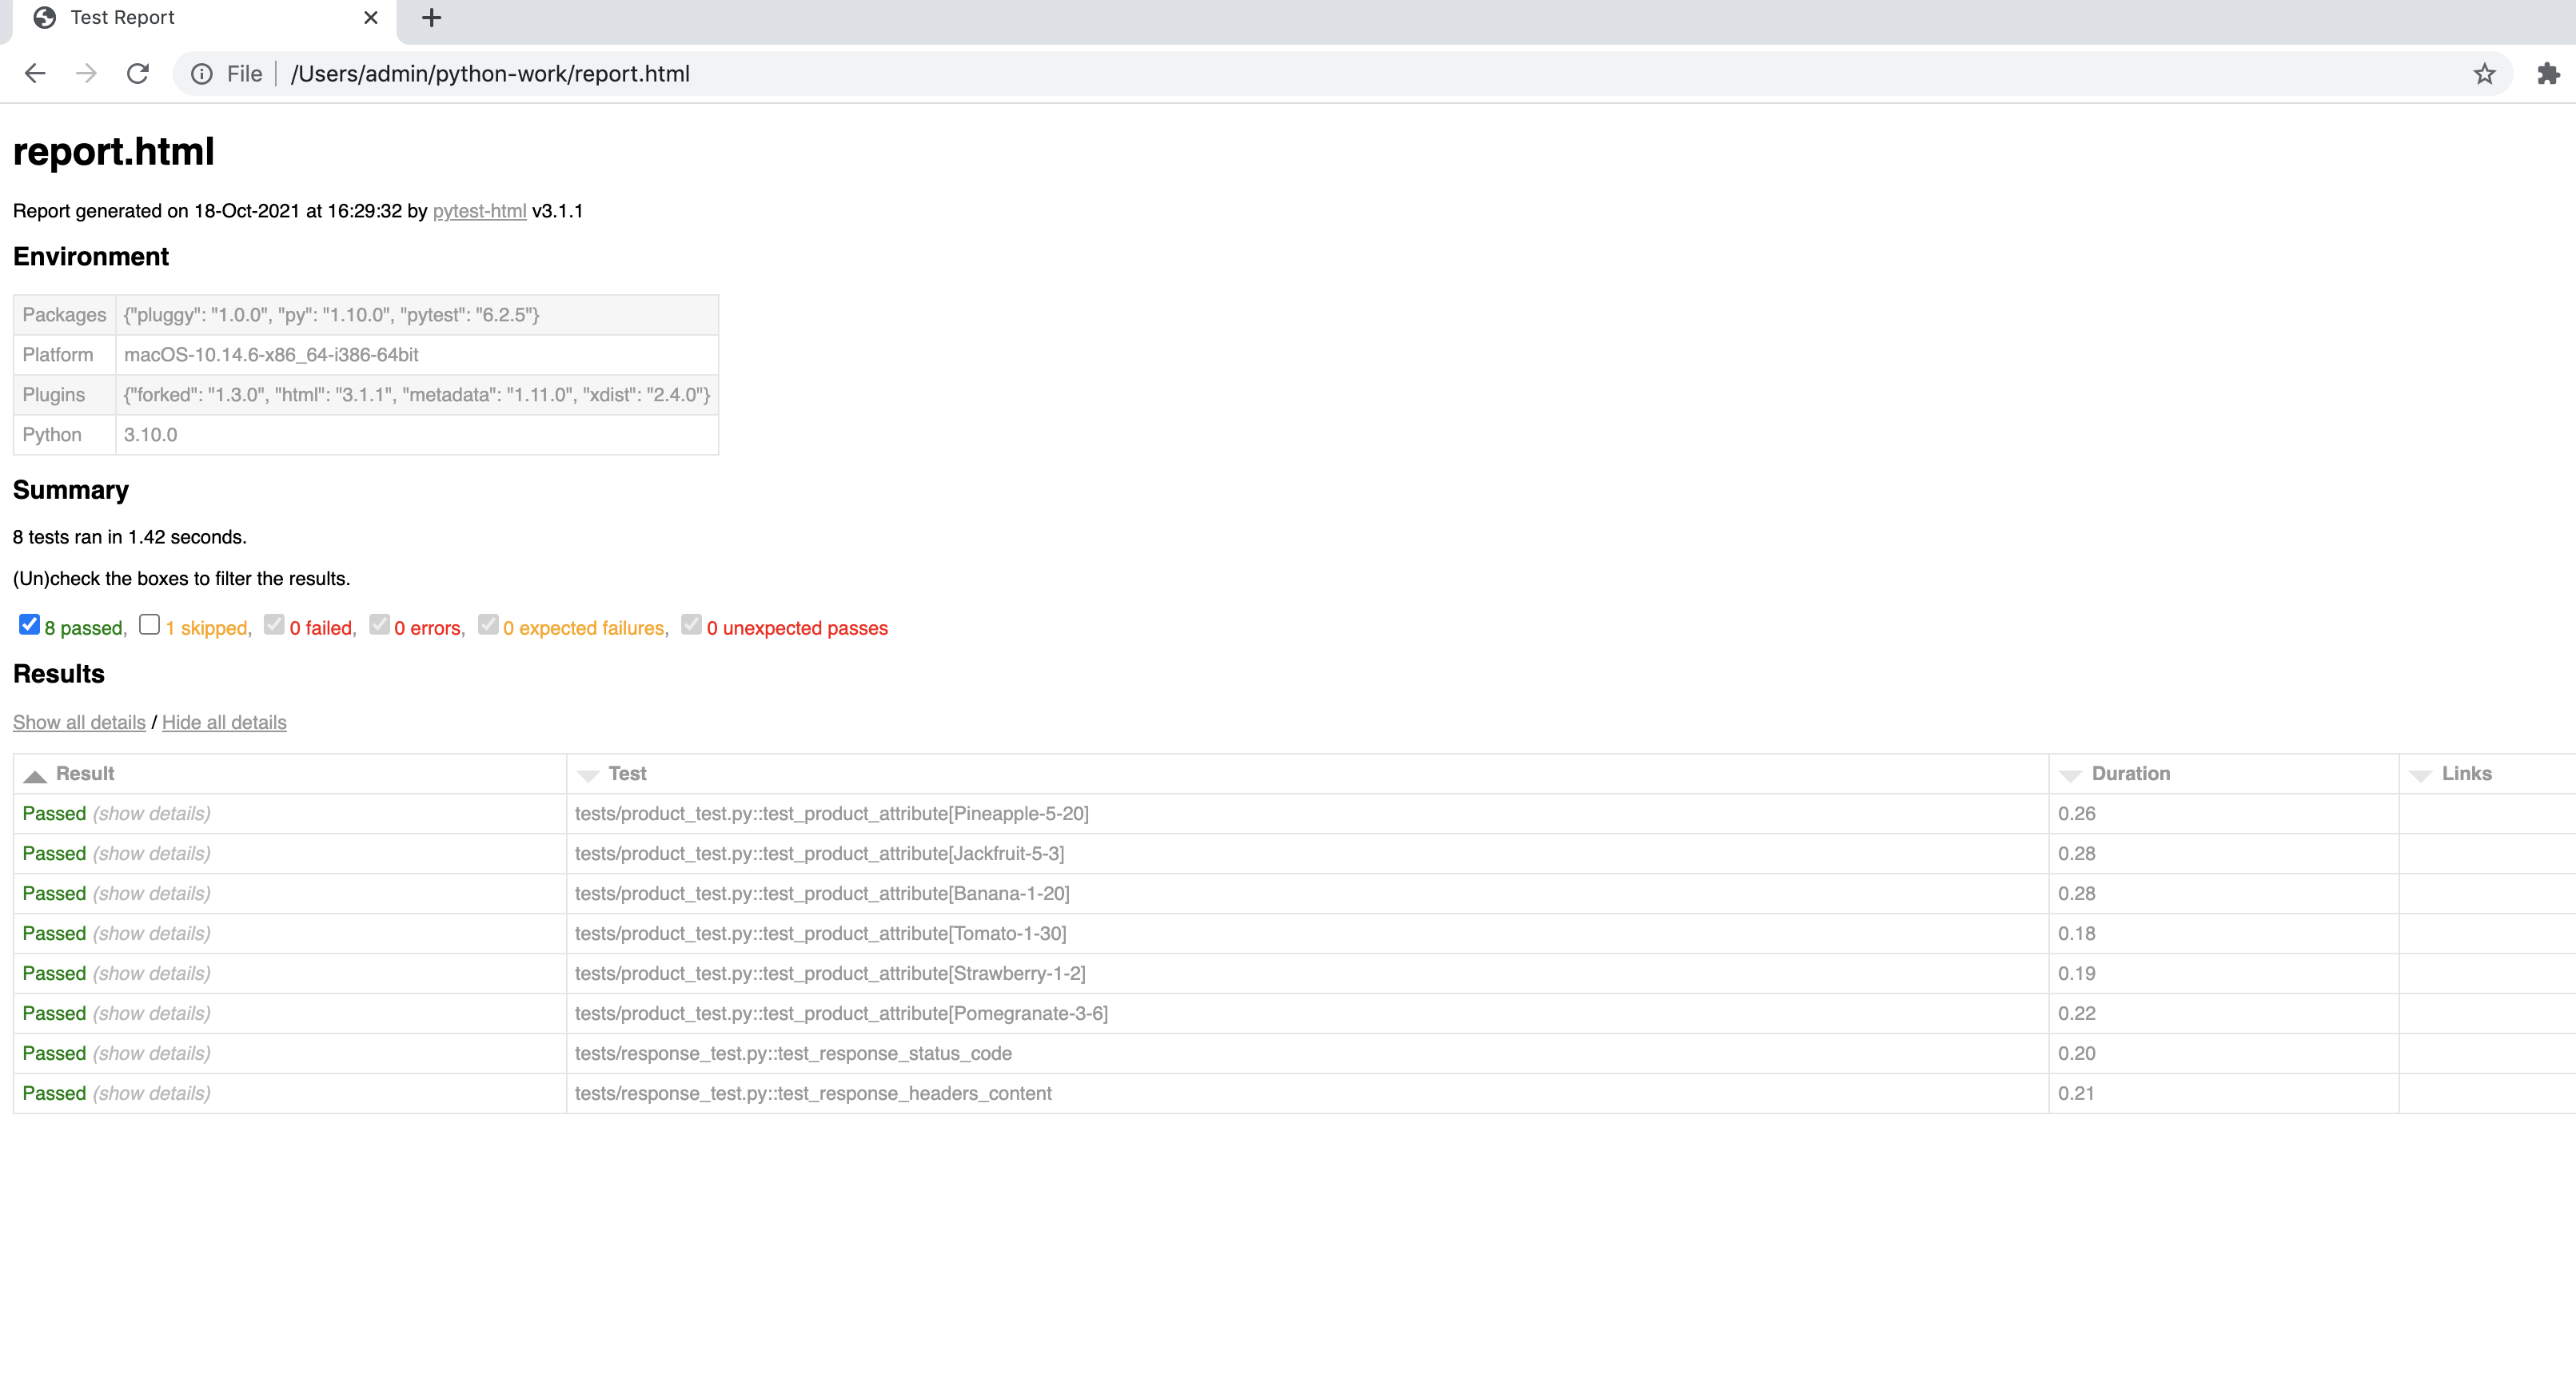 Test Report
File /Users/admin/python-work/report.html
report.html
Report generated on 18-Oct-2021 at 16:29:32 by pytest-html v3.1.1
Environment
Packages {"pluggy": "1.0.0", "py": "1.10.0", "pytest": "6.2.5"}
Platform macOS-10.14.6-x86_64-i386-64bit
Plugins {"forked": "1.3.0", "html": "3.1.1", "metadata": "1.11.0", "xdist": "2.4.0"}
Python 3.10.0
Summary
8 tests ran in 1.42 seconds.
(Un)check the boxes to filter the results.
8 passed, 1 skipped, 0 failed, 0 errors, 0 expected failures, 0 unexpected passes
Results
Show all details / Hide all details
Result Test Duration Links
Passed (show details) tests/product_test.py::test_product_attribute[Pineapple-5-20] 0.26
Passed (show details) tests/product_test.py::test_product_attribute[Jackfruit-5-3] 0.28
Passed (show details) tests/product_test.py::test_product_attribute[Banana-1-20] 0.28
Passed (show details) tests/product_test.py::test_product_attribute[Tomato-1-30] 0.18
Passed (show details) tests/product_test.py::test_product_attribute[Strawberry-1-2] 0.19
Passed (show details) tests/product_test.py::test_product_attribute[Pomegranate-3-6] 0.22
Passed (show details) tests/response_test.py::test_response_status_code 0.20
Passed (show details) tests/response_test.py::test_response_headers_content 0.21